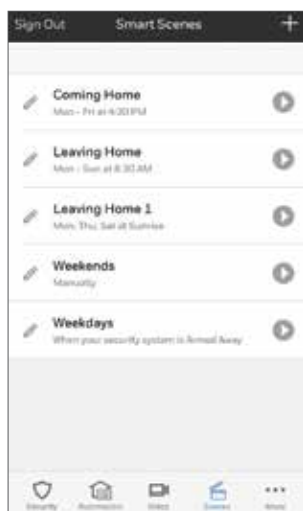 Sign Out Smart Scenes +
Coming Home
Mon - Fri at 4:30 PM
Leaving Home
Mon - Sun at 8:30 AM
Leaving Home 1
Mon, Thu, Sat at Sunrise
Weekends
Manually
Weekdays
When your security system is Armed Away
Security Automation Video Scenes More